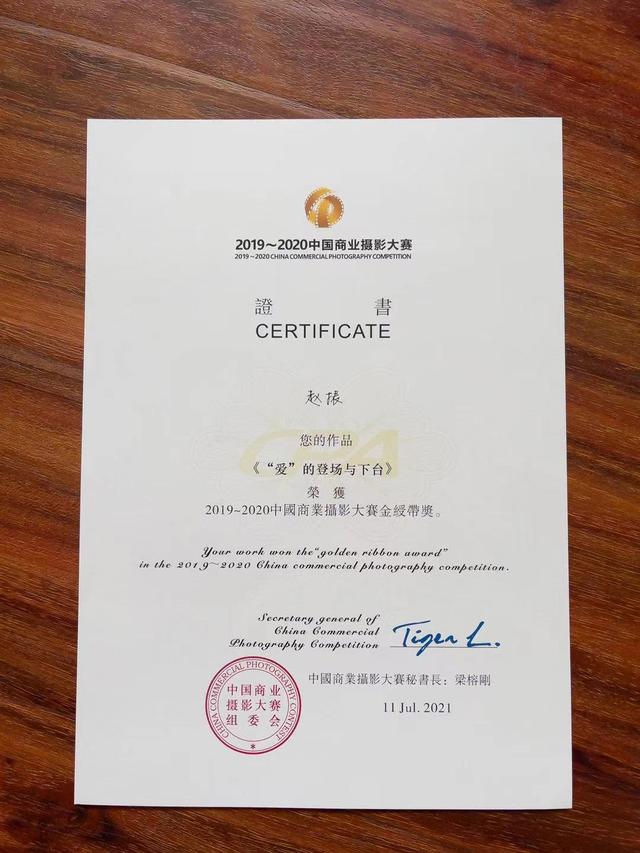 2019~2020中国商业摄影大赛
2019~2020 CHINA COMMERCIAL PHOTOGRAPHY COMPETITION
證 書
CERTIFICATE
赵振
CPA
您的作品
《“爱”的登场与下台》
榮 獲
2019~2020中國商業攝影大賽金綬帶獎。
Your work won the“golden ribbon award”
in the 2019~2020 China commercial photography competition.
Secretary general of
China Commercial
Photography Competition
Tiger L.
中國商業攝影大賽秘書長：梁榕剛
11 Jul. 2021
CHINA COMMERCIAL PHOTOGRAPHY CONTEST
中国商业
摄影大赛
组委会
*